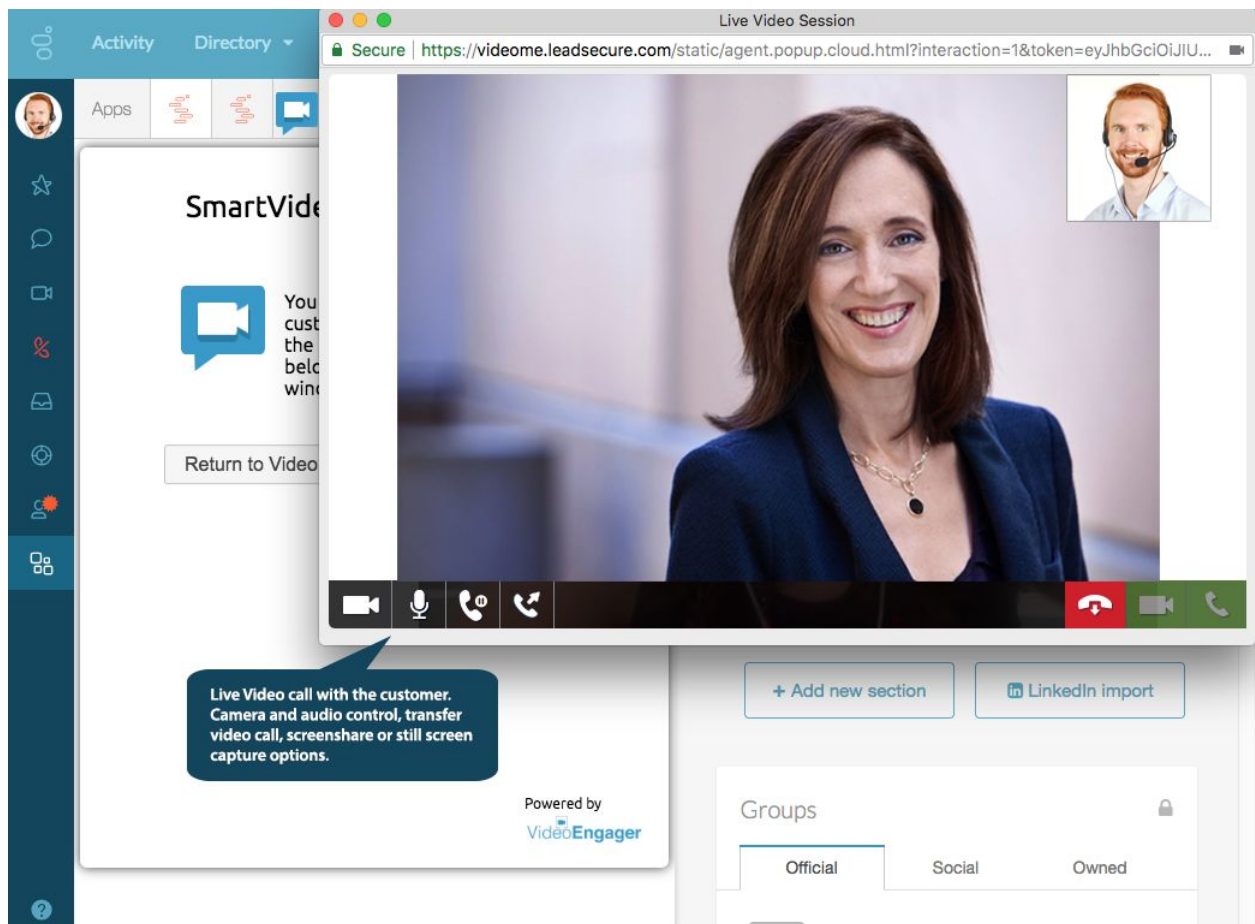 Live Video Session
Secure | https://videome.leadsecure.com/static/agent.popup.cloud.html?interaction=1&token=eyJhbGciOiJIU...
Activity
Directory
Apps
SmartVide
You
cust
the
belo
wind
Return to Video
Live Video call with the customer.
Camera and audio control, transfer
video call, screenshare or still screen
capture options.
+ Add new section
LinkedIn import
Powered by
VideoEngager
Groups
Official
Social
Owned